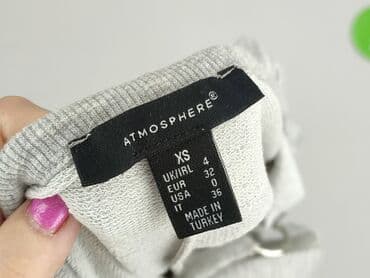 ATMOSPHERE®
XS
UK/IRL 4
EUR 32
USA 0
IT 36
MADE IN
TURKEY